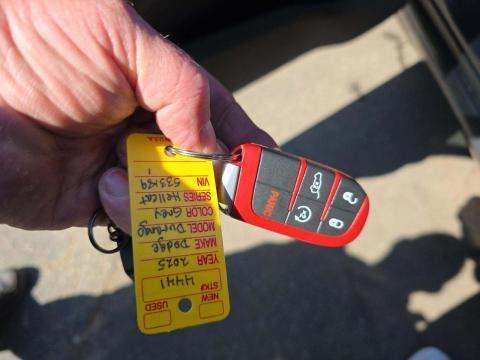 NEW USED
STK# 4441
YEAR 2025
MAKE Dodge
MODEL Durango
COLOR Grey
SERIES Hellcat
VIN
PANIC